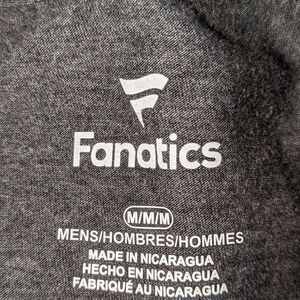 Fanatics
M/M/M
MENS/HOMBRES/HOMMES
MADE IN NICARAGUA
HECHO EN NICARAGUA
FABRIQUÉ AU NICARAGUA